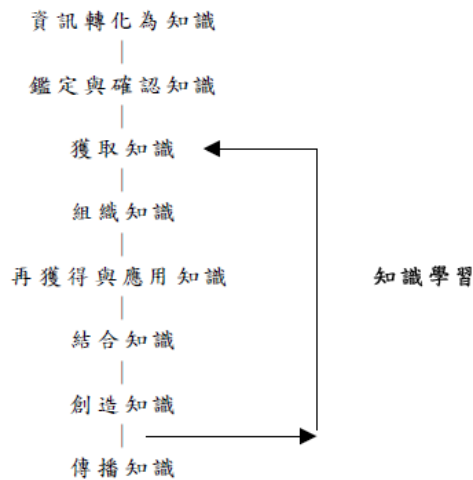 資訊轉化為知識
鑑定與確認知識
獲取知識
組織知識
再獲得與應用知識
知識學習
結合知識
創造知識
傳播知識